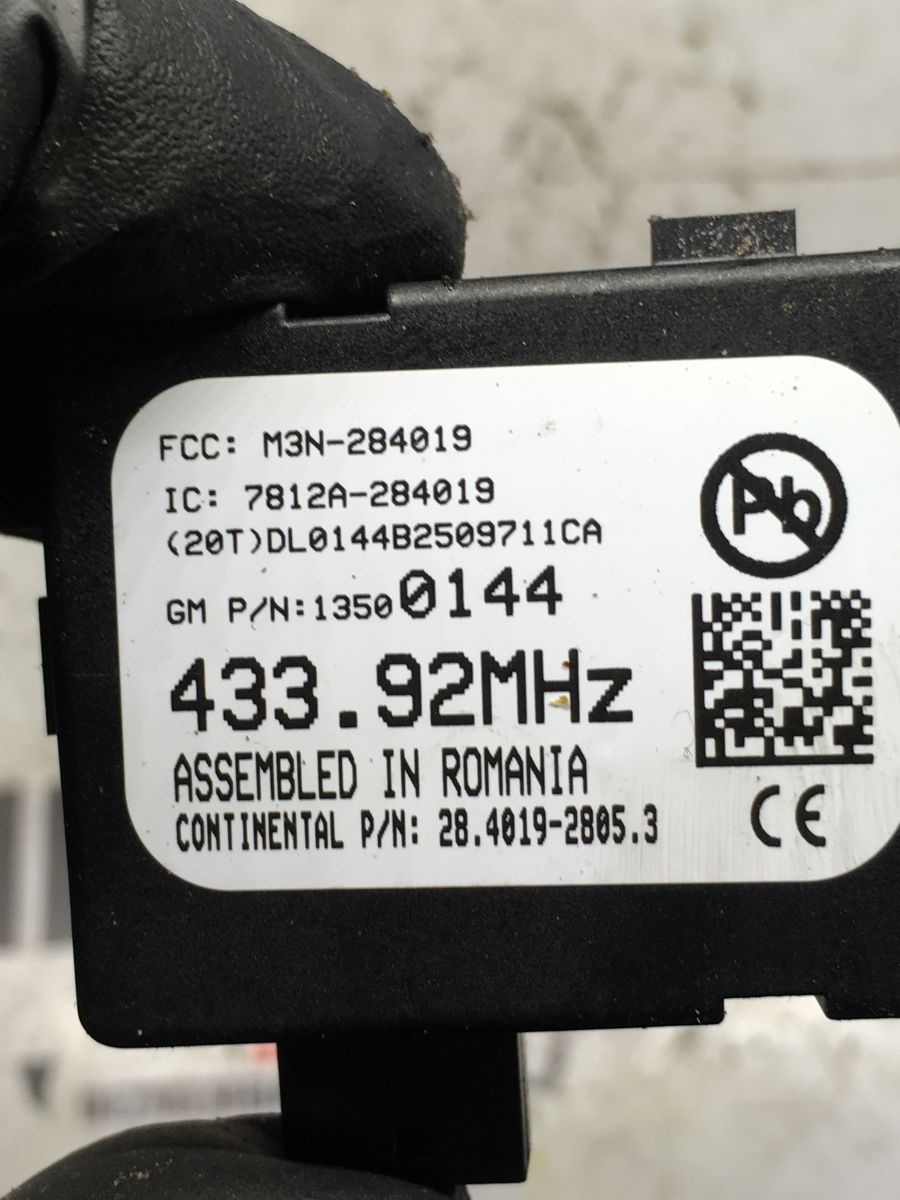 FCC: M3N-284019
IC: 7812A-284019
(20T)DL0144B2509711CA
GM P/N:13500144
433.92MHz
ASSEMBLED IN ROMANIA
CONTINENTAL P/N: 28.4019-2805.3
Pb
CE